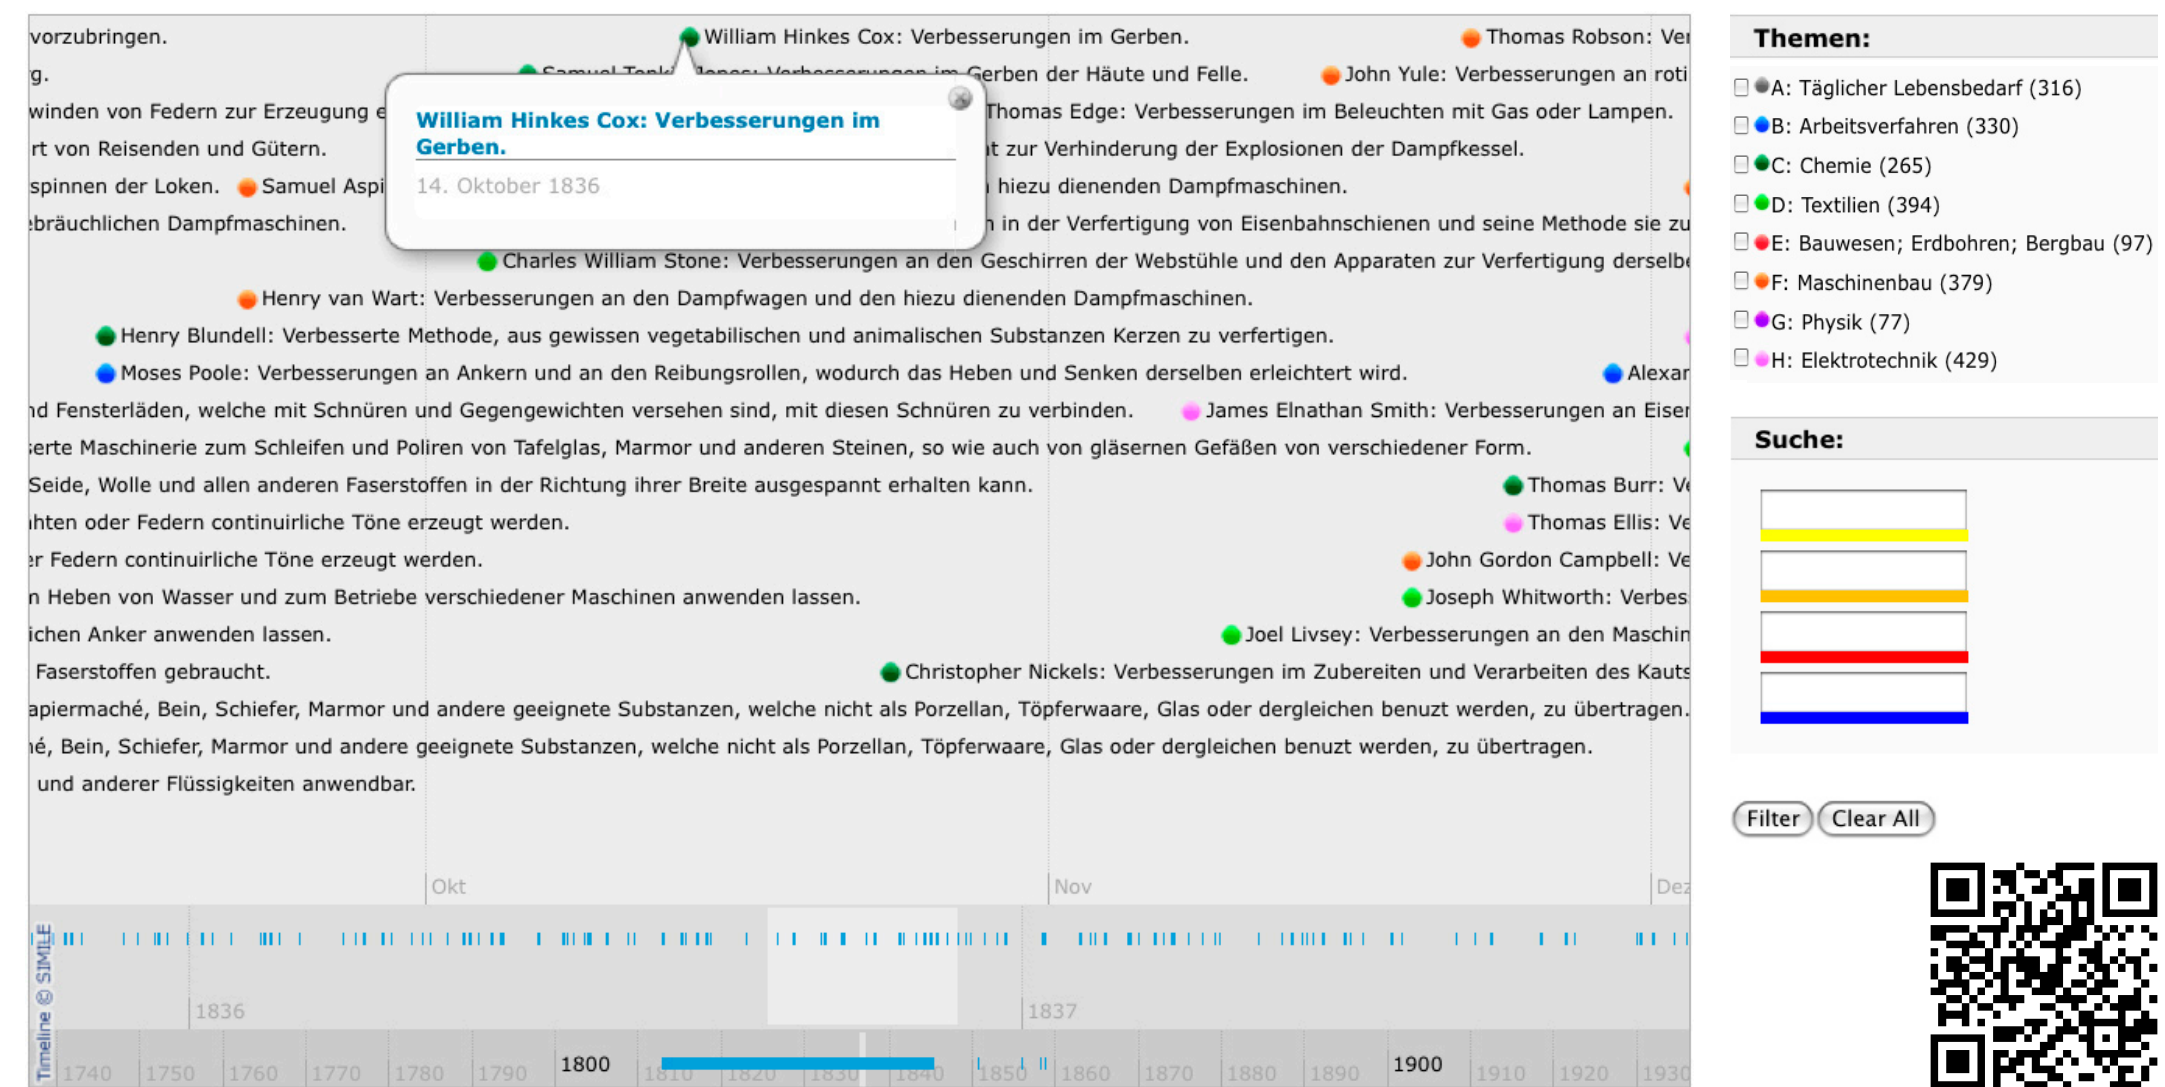 vorzubringen. William Hinkes Cox: Verbesserungen im Gerben. Thomas Robson:
g. Gerben der Häute und Felle. John Yule: Verbesserungen an
winden von Federn zur Erzeugung Thomas Edge: Verbesserungen im Beleuchten mit Gas oder Lampen.
William Hinkes Cox: Verbesserungen im
Gerben.
14. Oktober 1836
rt von Reisenden und Gütern. zur Verhinderung der Explosionen der Dampfkessel.
spinnen der Loken. Samuel hiezu dienenden Dampfmaschinen.
ebräuchlichen Dampfmaschinen. in der Verfertigung von Eisenbahnschienen und seine Methode sie zu
Charles William Stone: Verbesserungen an den Geschirren der Webstühle und den Apparaten zur Verfertigung
Henry van Wart: Verbesserungen an den Dampfwagen und den hiezu dienenden Dampfmaschinen.
Henry Blundell: Verbesserte Methode, aus gewissen vegetabilischen und animalischen Substanzen Kerzen zu verfertigen.
Moses Poole: Verbesserungen an Ankern und an den Reibungsrollen, wodurch das Heben und Senken derselben erleichtert wird. Alexan
nd Fensterläden, welche mit Schnüren und Gegengewichten versehen sind, mit diesen Schnüren zu verbinden. James Elnathan Smith: Verbesserungen an Eisen
serte Maschinerie zum Schleifen und Poliren von Tafelglas, Marmor und anderen Steinen, so wie auch von gläsernen Gefäßen von verschiedener Form.
Seide, Wolle und allen anderen Faserstoffen in der Richtung ihrer Breite ausgespannt erhalten kann. Thomas Burr:
ähten oder Federn continuirliche Töne erzeugt werden. Thomas Ellis: Ve
er Federn continuirliche Töne erzeugt werden. John Gordon Campbell: Ve
m Heben von Wasser und zum Betriebe verschiedener Maschinen anwenden lassen. Joseph Whitworth: Verbes
ichen Anker anwenden lassen. Joel Livsey: Verbesserungen an den Maschin
Faserstoffen gebraucht. Christopher Nickels: Verbesserungen im Zubereiten und Verarbeiten des Kauts
apiermaché, Bein, Schiefer, Marmor und andere geeignete Substanzen, welche nicht als Porzellan, Töpferwaare, Glas oder dergleichen benuzt werden, zu übertragen.
né, Bein, Schiefer, Marmor und andere geeignete Substanzen, welche nicht als Porzellan, Töpferwaare, Glas oder dergleichen benuzt werden, zu übertragen.
und anderer Flüssigkeiten anwendbar.
Okt Nov Dez
1836 1837
Timeline © SIMILE
1740 1750 1760 1770 1780 1790 1800 1810 1820 1830 1840 1850 1860 1870 1880 1890 1900 1910 1920 1930
Themen:
A: Täglicher Lebensbedarf (316)
B: Arbeitsverfahren (330)
C: Chemie (265)
D: Textilien (394)
E: Bauwesen; Erdbohren; Bergbau (97)
F: Maschinenbau (379)
G: Physik (77)
H: Elektrotechnik (429)
Suche:
Filter Clear All